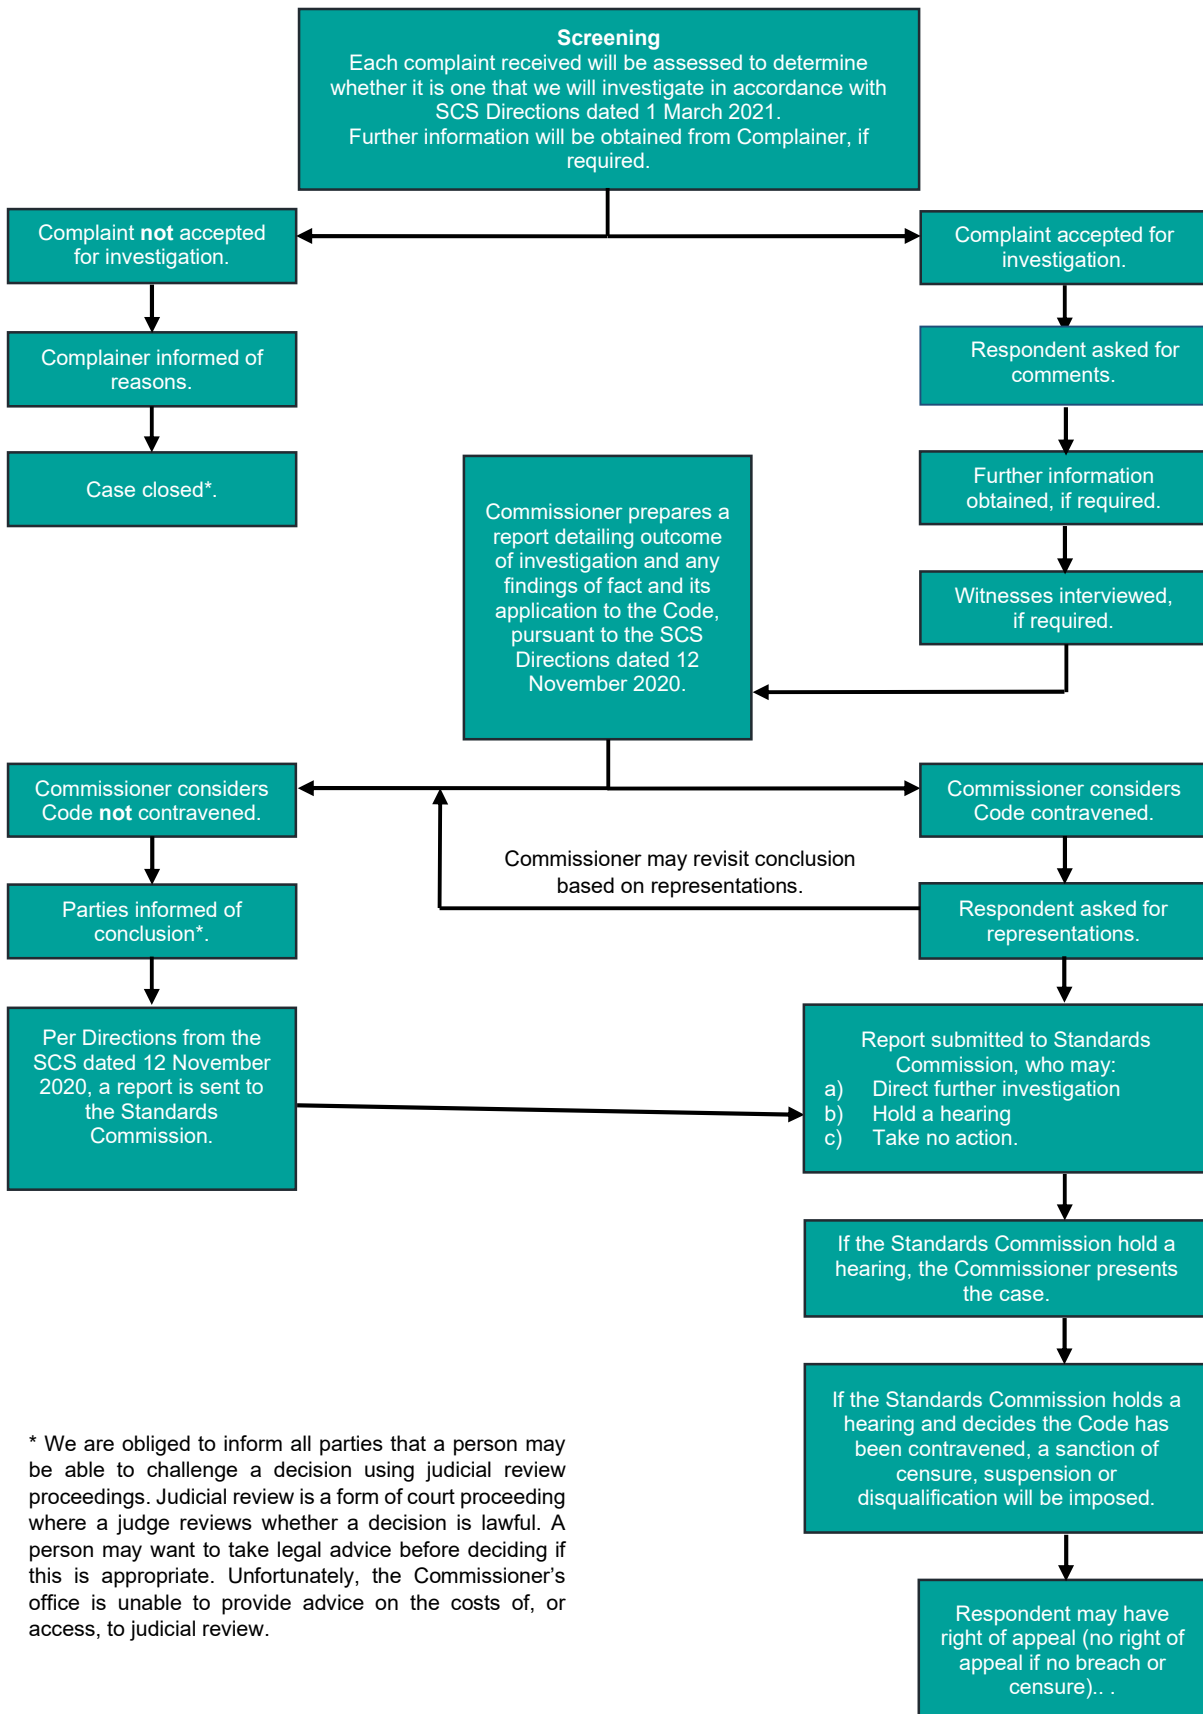 Screening
Each complaint received will be assessed to determine
whether it is one that we will investigate in accordance with
SCS Directions dated 1 March 2021.
Further information will be obtained from Complainer, if
required.
Complaint not accepted
for investigation.
Complaint accepted for
investigation.
Complainer informed of
reasons.
Respondent asked for
comments.
Case closed*.
Further information
obtained, if required.
Witnesses interviewed,
if required.
Commissioner prepares a
report detailing outcome
of investigation and any
findings of fact and its
application to the Code,
pursuant to the SCS
Directions dated 12
November 2020.
Commissioner considers
Code not contravened.
Commissioner considers
Code contravened.
Commissioner may revisit conclusion
based on representations.
Parties informed of
conclusion*.
Respondent asked for
representations.
Per Directions from the
SCS dated 12 November
2020, a report is sent to
the Standards
Commission.
Report submitted to Standards
Commission, who may:
a) Direct further investigation
b) Hold a hearing
c) Take no action.
If the Standards Commission hold a
hearing, the Commissioner presents
the case.
If the Standards Commission holds a
hearing and decides the Code has
been contravened, a sanction of
censure, suspension or
disqualification will be imposed.
* We are obliged to inform all parties that a person may
be able to challenge a decision using judicial review
proceedings. Judicial review is a form of court proceeding
where a judge reviews whether a decision is lawful. A
person may want to take legal advice before deciding if
this is appropriate. Unfortunately, the Commissioner's
office is unable to provide advice on the costs of, or
access, to judicial review.
Respondent may have
right of appeal (no right of
appeal if no breach or
censure).. .